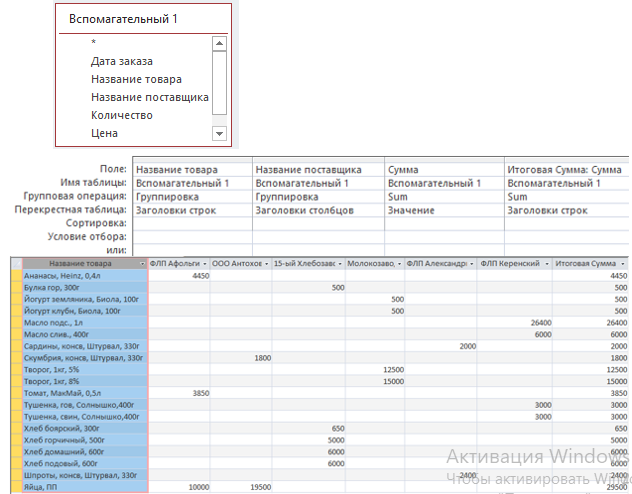 Вспомагательный 1
*
Дата заказа
Название товара
Название поставщика
Количество
Цена
Поле: Название товара Название поставщика Сумма Итоговая Сумма: Сумма
Имя таблицы: Вспомагательный 1 Вспомагательный 1 Вспомагательный 1 Вспомагательный 1
Групповая операция: Группировка Группировка Sum Sum
Перекрестная таблица: Заголовки строк Заголовки столбцов Значение Заголовки строк
Сортировка:
Условие отбора:
или:
Название товара ФЛП Афольги ООО Антохов 15-ый Хлебозаво Молокозаво, ФЛП Александр ФЛП Керенский Итоговая Сумма
Ананасы, Heinz, 0,4л 4450 4450
Булка гор, 300г 500 500
Йогурт земляника, Биола, 100г 500 500
Йогурт клубн, Биола, 100г 500 500
Масло подс., 1л 26400 26400
Масло слив., 400г 6000 6000
Сардины, консв, Штурвал, 330г 2000 2000
Скумбрия, консв, Штурвал, 330г 1800 1800
Творог, 1кг, 5% 12500 12500
Творог, 1кг, 8% 15000 15000
Томат, МакМай, 0,5л 3850 3850
Тушенка, гов, Солнышко,400г 3000 3000
Тушенка, свин, Солнышко,400г 3000 3000
Хлеб боярский, 300г 650 650
Хлеб горчичный, 500г 5000 5000
Хлеб домашний, 600г 6000 6000
Хлеб подовый, 600г 6000 6000
Шпроты, консв, Штурвал, 330г 2400 2400
Яйца, ПП 10000 19500 29500
Активация Windows
Чтобы активировать Win